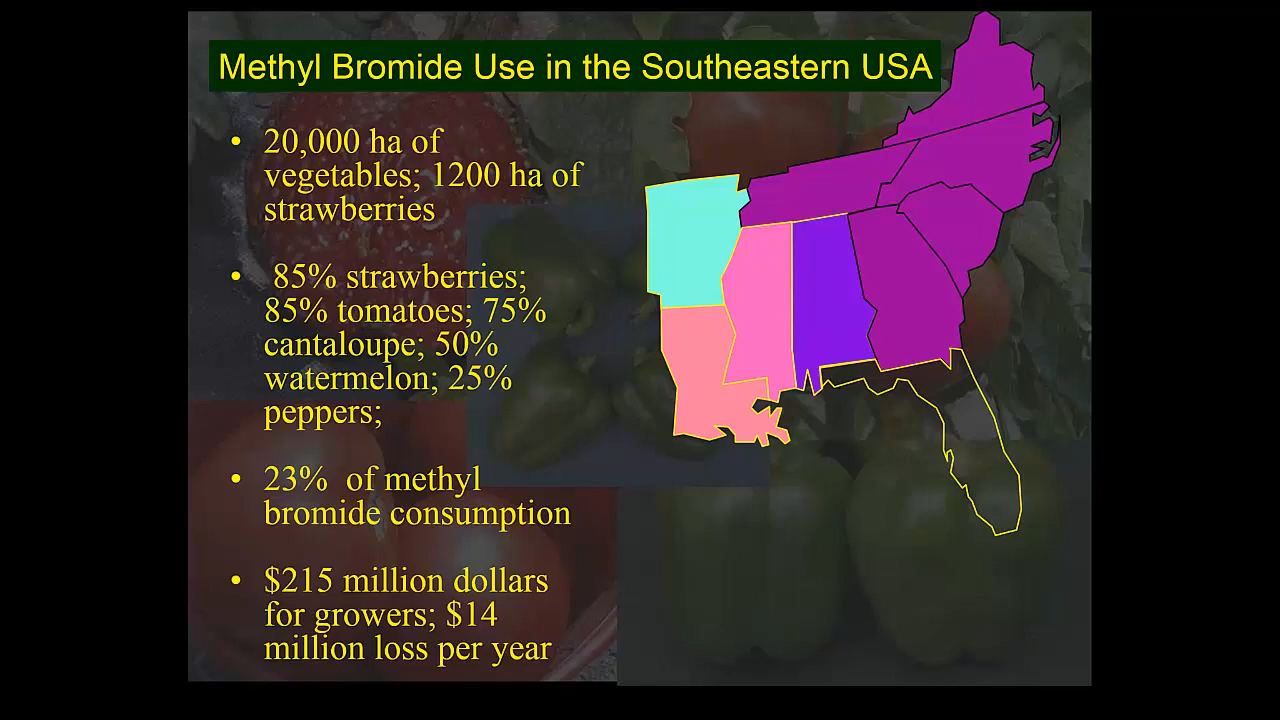 Methyl Bromide Use in the Southeastern USA
• 20,000 ha of
vegetables; 1200 ha of
strawberries
• 85% strawberries;
85% tomatoes; 75%
cantaloupe; 50%
watermelon; 25%
peppers;
• 23% of methyl
bromide consumption
• $215 million dollars
for growers; $14
million loss per year